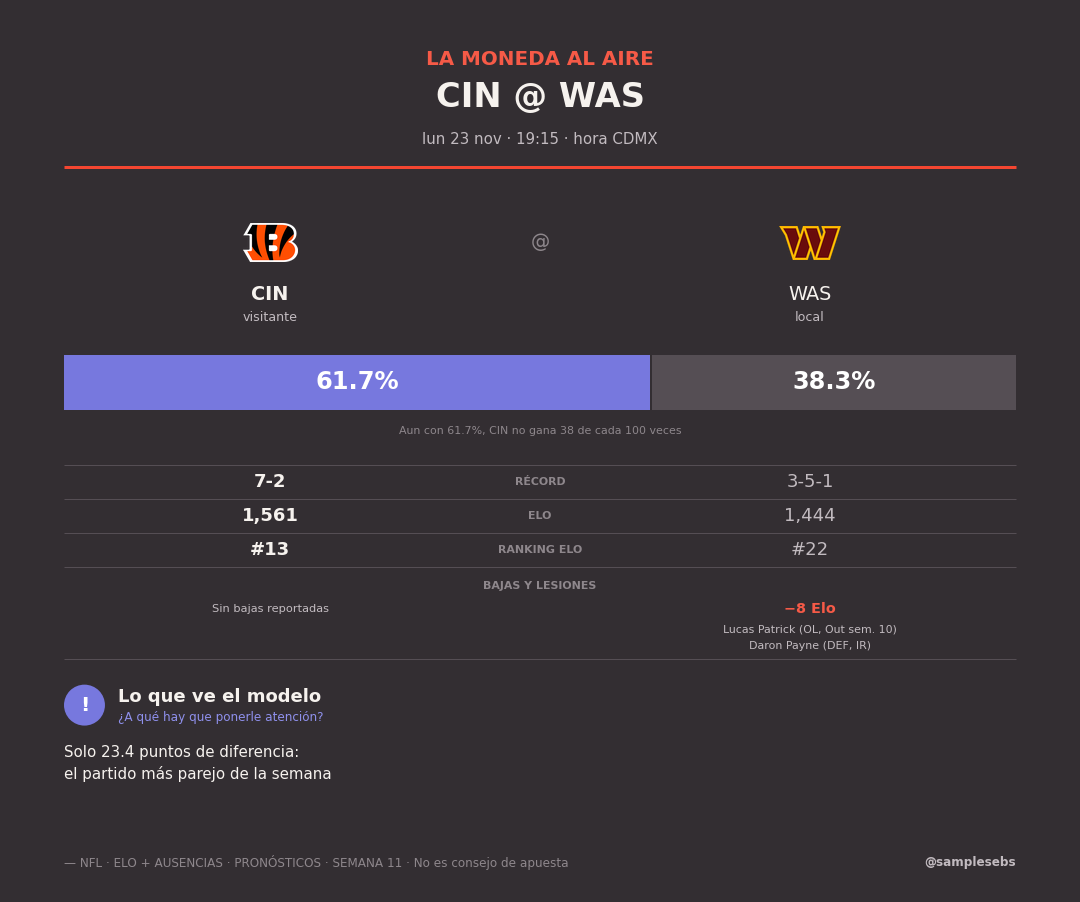 LA MONEDA AL AIRE
CIN @ WAS
lun 23 nov · 19:15 · hora CDMX
@
CIN
WAS
visitante
local
61.7%
38.3%
Aun con 61.7%, CIN no gana 38 de cada 100 veces
7-2 RÉCORD 3-5-1
1,561 ELO 1,444
#13 RANKING ELO #22
BAJAS Y LESIONES
Sin bajas reportadas
−8 Elo
Lucas Patrick (OL, Out sem. 10)
Daron Payne (DEF, IR)
!
Lo que ve el modelo
¿A qué hay que ponerle atención?
Solo 23.4 puntos de diferencia:
el partido más parejo de la semana
— NFL · ELO + AUSENCIAS · PRONÓSTICOS · SEMANA 11 · No es consejo de apuesta
@samplesebs